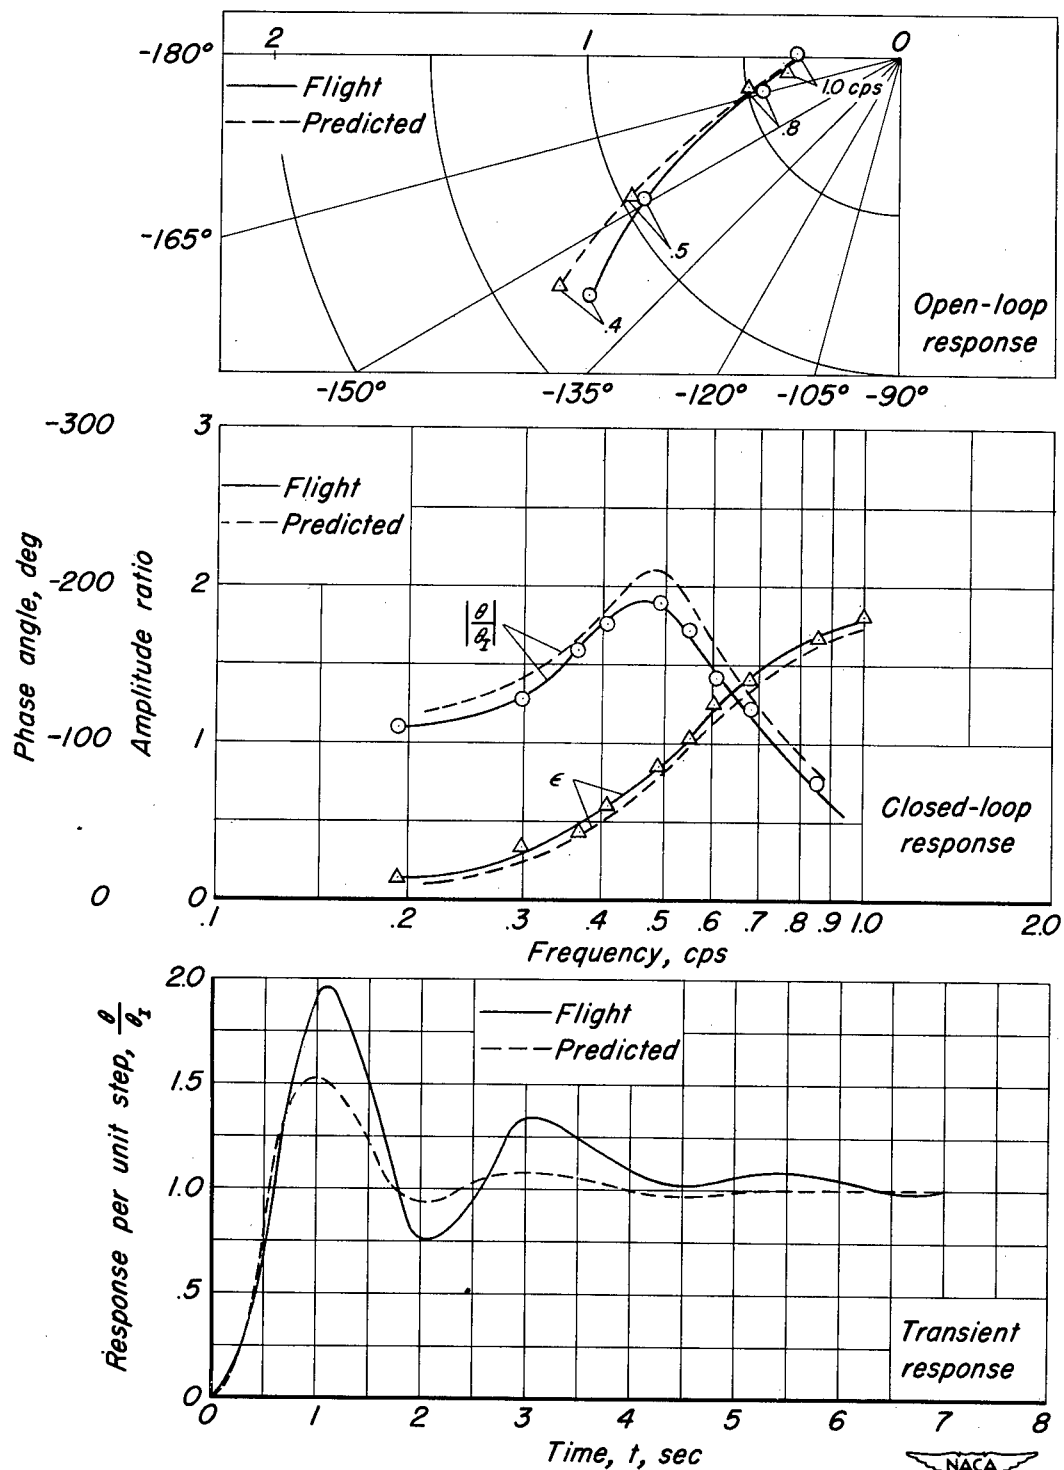 2 1 0
-180°
Flight
Predicted
1.0 cps
.8
-165°
.5
.4
Open-loop
response
-150° -135° -120° -105° -90°
-300 3
Flight
Predicted
Phase angle, deg
Amplitude ratio
-200 2
|θ/θI|
-100 1
ϵ
Closed-loop
response
0 0
.1 .2 .3 .4 .5 .6 .7 .8 .9 1.0 2.0
Frequency, cps
2.0
Flight
Predicted
Response per unit step, θ/θI
1.5
1.0
.5
Transient
response
0
0 1 2 3 4 5 6 7 8
Time, t, sec
NACA